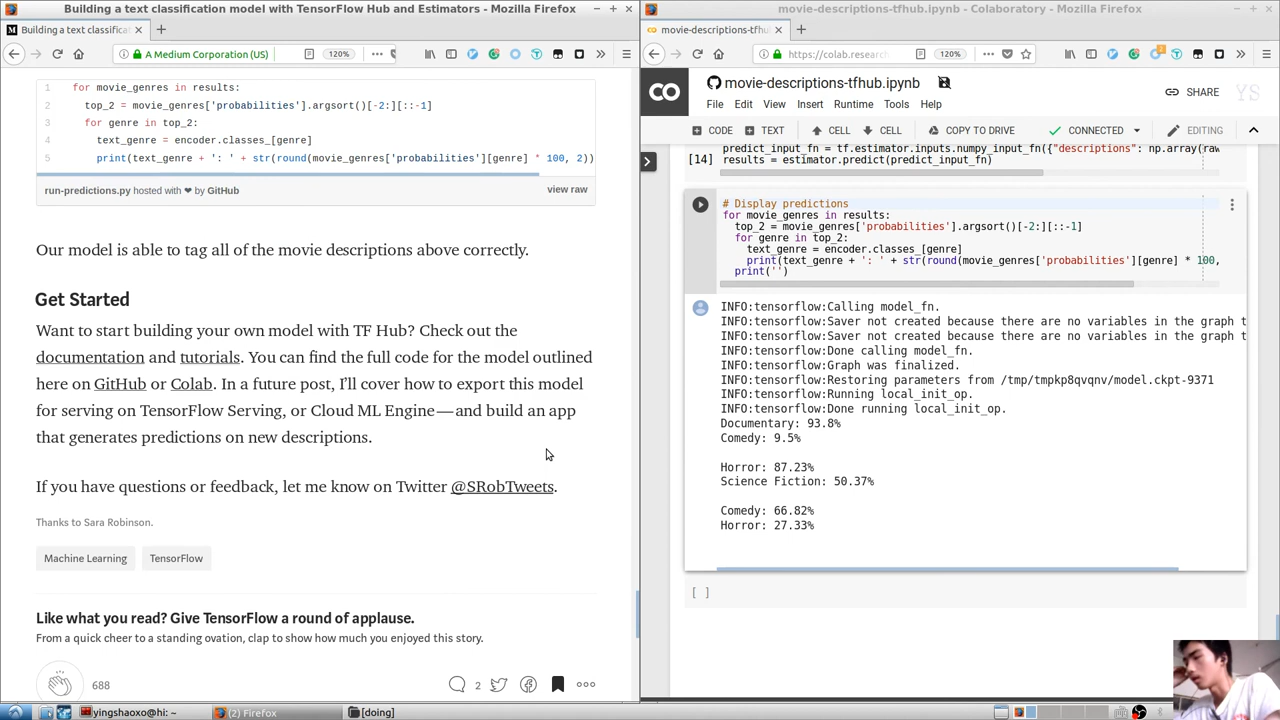 Building a text classification model with TensorFlow Hub and Estimators - Mozilla Firefox
Building a text classificat
A Medium Corporation (US)
120%
1 for movie_genres in results:
2 top_2 = movie_genres['probabilities'].argsort()[-2:][::-1]
3 for genre in top_2:
4 text_genre = encoder.classes_[genre]
5 print(text_genre + ': ' + str(round(movie_genres['probabilities'][genre] * 100, 2))
run-predictions.py hosted with ❤ by GitHub
view raw
Our model is able to tag all of the movie descriptions above correctly.
Get Started
Want to start building your own model with TF Hub? Check out the
documentation and tutorials. You can find the full code for the model outlined
here on GitHub or Colab. In a future post, I'll cover how to export this model
for serving on TensorFlow Serving, or Cloud ML Engine — and build an app
that generates predictions on new descriptions.
If you have questions or feedback, let me know on Twitter @SRobTweets.
Thanks to Sara Robinson.
Machine Learning
TensorFlow
Like what you read? Give TensorFlow a round of applause.
From a quick cheer to a standing ovation, clap to show how much you enjoyed this story.
688
2
movie-descriptions-tfhub.ipynb - Colaboratory - Mozilla Firefox
movie-descriptions-tfhub
https://colab.research
120%
movie-descriptions-tfhub.ipynb
File Edit View Insert Runtime Tools Help
SHARE
YS
CODE TEXT CELL CELL COPY TO DRIVE CONNECTED EDITING
predict_input_fn = tf.estimator.inputs.numpy_input_fn({"descriptions": np.array(raw
[14] results = estimator.predict(predict_input_fn)
# Display predictions
for movie_genres in results:
top_2 = movie_genres['probabilities'].argsort()[-2:][::-1]
for genre in top_2:
text_genre = encoder.classes_[genre]
print(text_genre + ': ' + str(round(movie_genres['probabilities'][genre] * 100,
print('')
INFO:tensorflow:Calling model_fn.
INFO:tensorflow:Saver not created because there are no variables in the graph t
INFO:tensorflow:Saver not created because there are no variables in the graph t
INFO:tensorflow:Done calling model_fn.
INFO:tensorflow:Graph was finalized.
INFO:tensorflow:Restoring parameters from /tmp/tmpkp8qvqnv/model.ckpt-9371
INFO:tensorflow:Running local_init_op.
INFO:tensorflow:Done running local_init_op.
Documentary: 93.8%
Comedy: 9.5%
Horror: 87.23%
Science Fiction: 50.37%
Comedy: 66.82%
Horror: 27.33%
[ ]
yingshaoxo@hi: ~
(2) Firefox
[doing]